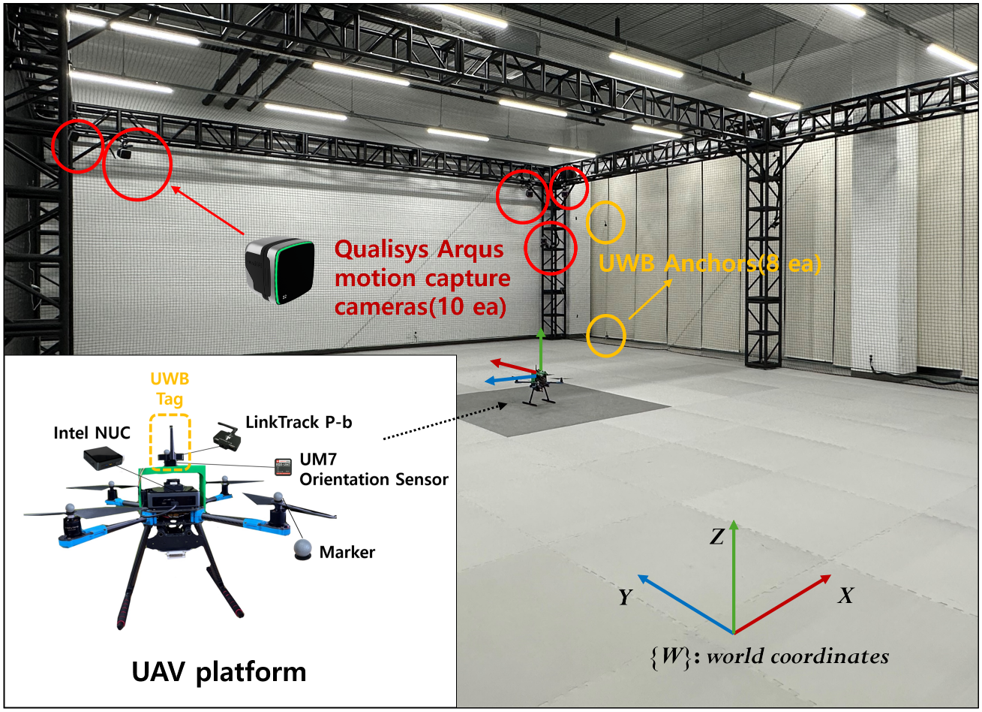 Qualisys Arqus
motion capture
cameras(10 ea)
UWB Anchors(8 ea)
UWB
Tag
LinkTrack P-b
Intel NUC
UM7
Orientation Sensor
Marker
UAV platform
Z
Y
X
{W}: world coordinates